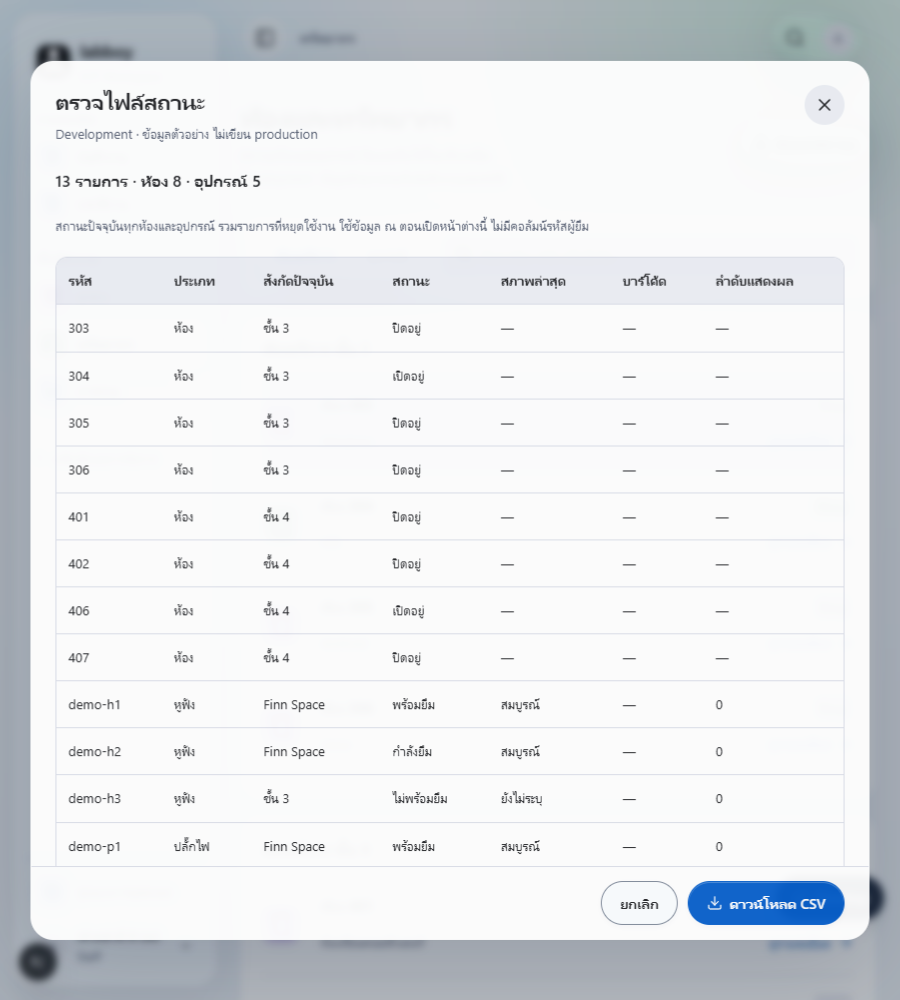 ตรวจไฟล์สถานะ
Development · ข้อมูลตัวอย่าง ไม่เขียน production
13 รายการ · ห้อง 8 · อุปกรณ์ 5
สถานะปัจจุบันทุกห้องและอุปกรณ์ รวมรายการที่หยุดใช้งาน ใช้ข้อมูล ณ ตอนเปิดหน้าต่างนี้ ไม่มีคอลัมน์รหัสผู้ยืม
รหัส ประเภท สังกัดปัจจุบัน สถานะ สภาพล่าสุด บาร์โค้ด ลำดับแสดงผล
303 ห้อง ชั้น 3 ปิดอยู่ — — —
304 ห้อง ชั้น 3 เปิดอยู่ — — —
305 ห้อง ชั้น 3 ปิดอยู่ — — —
306 ห้อง ชั้น 3 ปิดอยู่ — — —
401 ห้อง ชั้น 4 ปิดอยู่ — — —
402 ห้อง ชั้น 4 ปิดอยู่ — — —
406 ห้อง ชั้น 4 เปิดอยู่ — — —
407 ห้อง ชั้น 4 ปิดอยู่ — — —
demo-h1 หูฟัง Finn Space พร้อมยืม สมบูรณ์ — 0
demo-h2 หูฟัง Finn Space กำลังยืม สมบูรณ์ — 0
demo-h3 หูฟัง ชั้น 3 ไม่พร้อมยืม ยังไม่ระบุ — 0
demo-p1 ปลั๊กไฟ Finn Space พร้อมยืม สมบูรณ์ — 0
ยกเลิก ดาวน์โหลด CSV